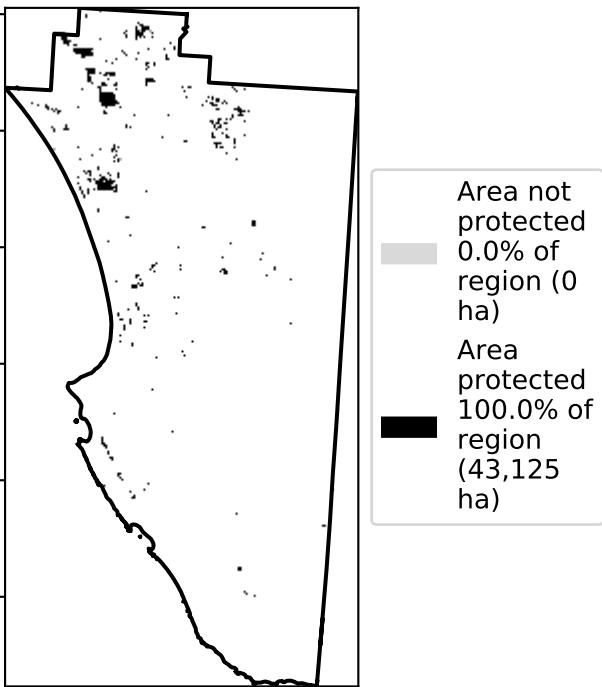 Area not
protected
0.0% of
region (0
ha)
Area
protected
100.0% of
region
(43,125
ha)